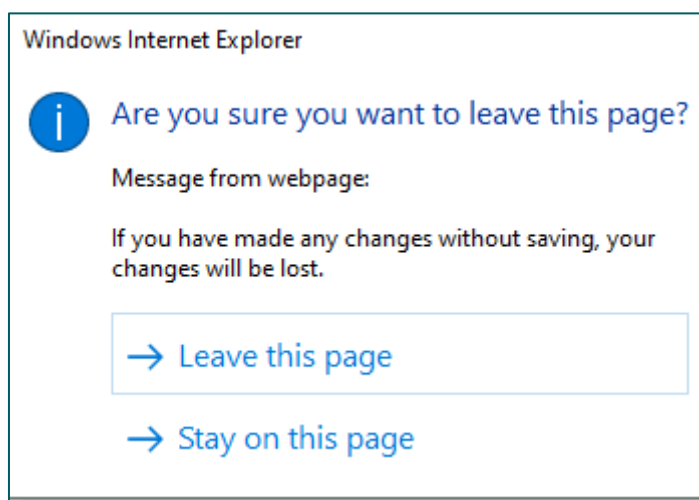 Windows Internet Explorer
Are you sure you want to leave this page?
Message from webpage:
If you have made any changes without saving, your
changes will be lost.
Leave this page
Stay on this page